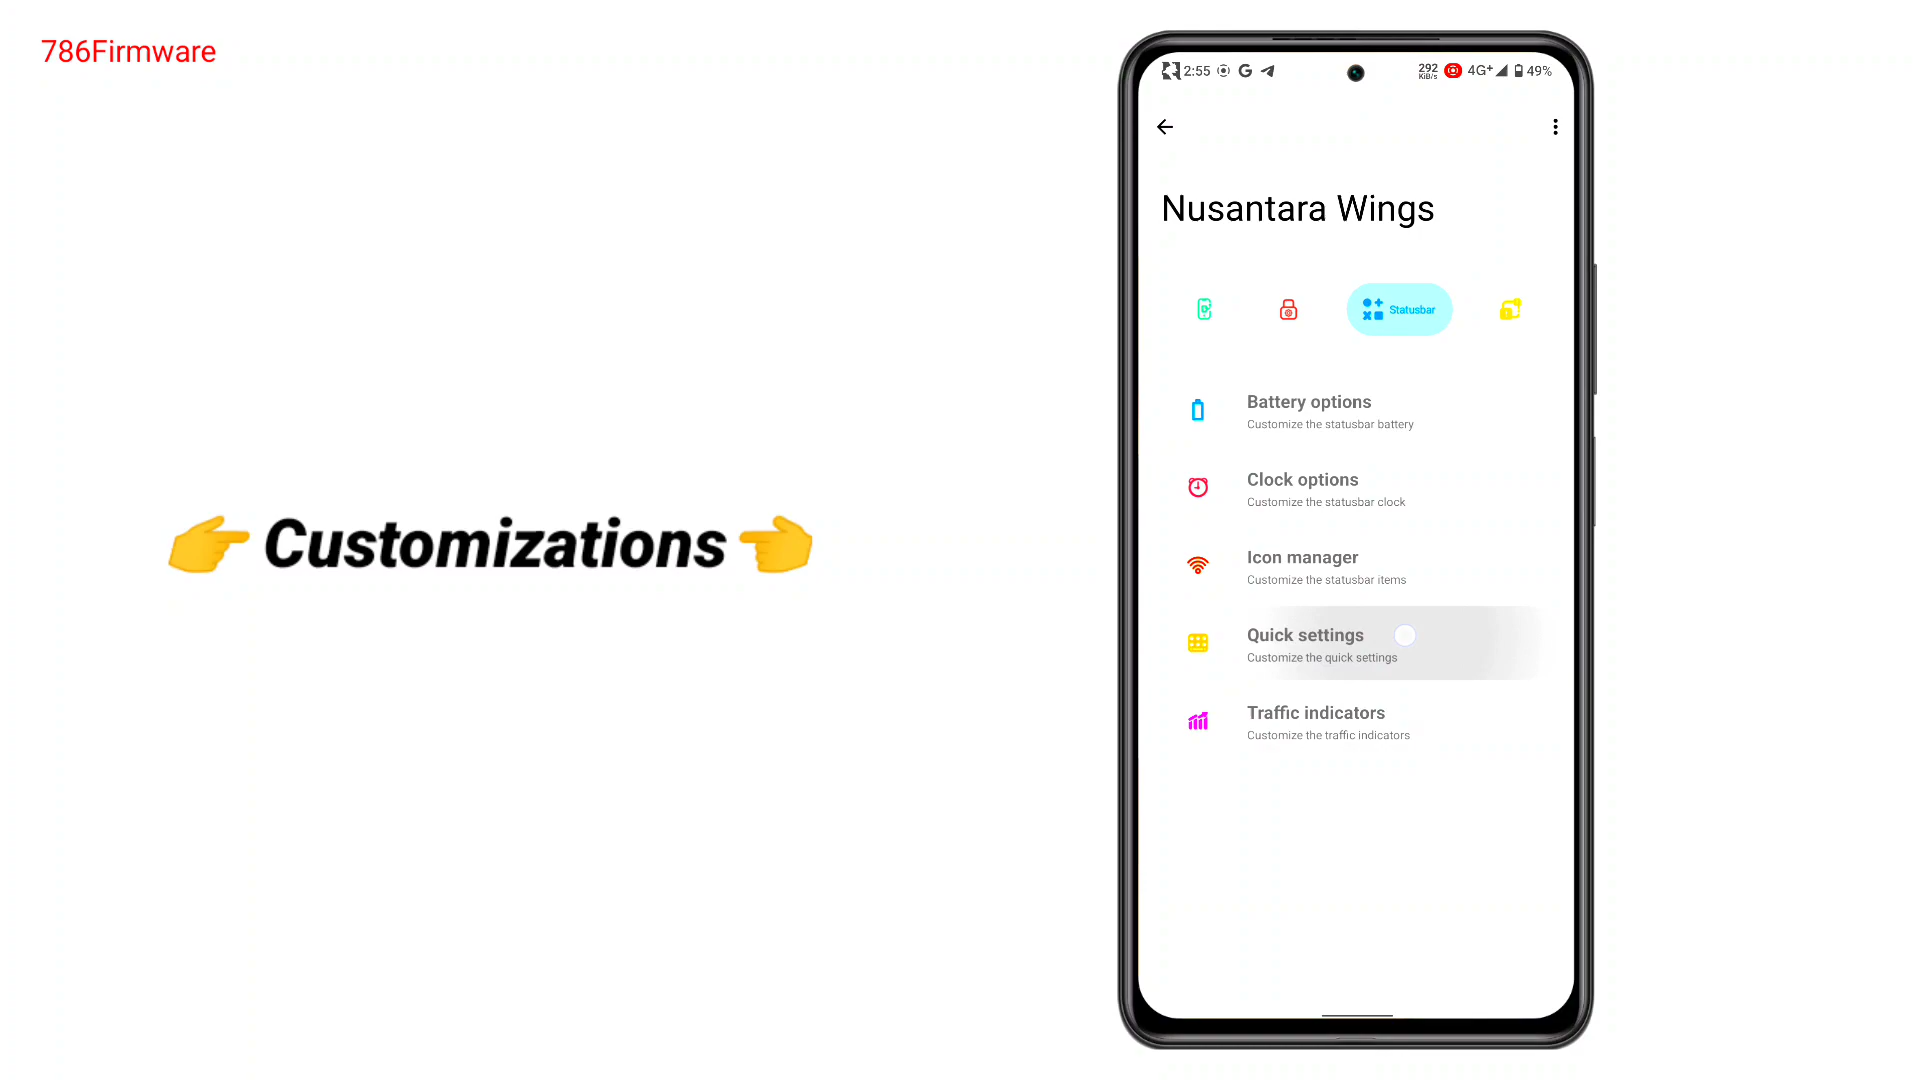 786Firmware
Customizations
2:55 G 292 KiB/s 4G+ 49%
Nusantara Wings
Statusbar
Battery options
Customize the statusbar battery
Clock options
Customize the statusbar clock
Icon manager
Customize the statusbar items
Quick settings
Customize the quick settings
Traffic indicators
Customize the traffic indicators